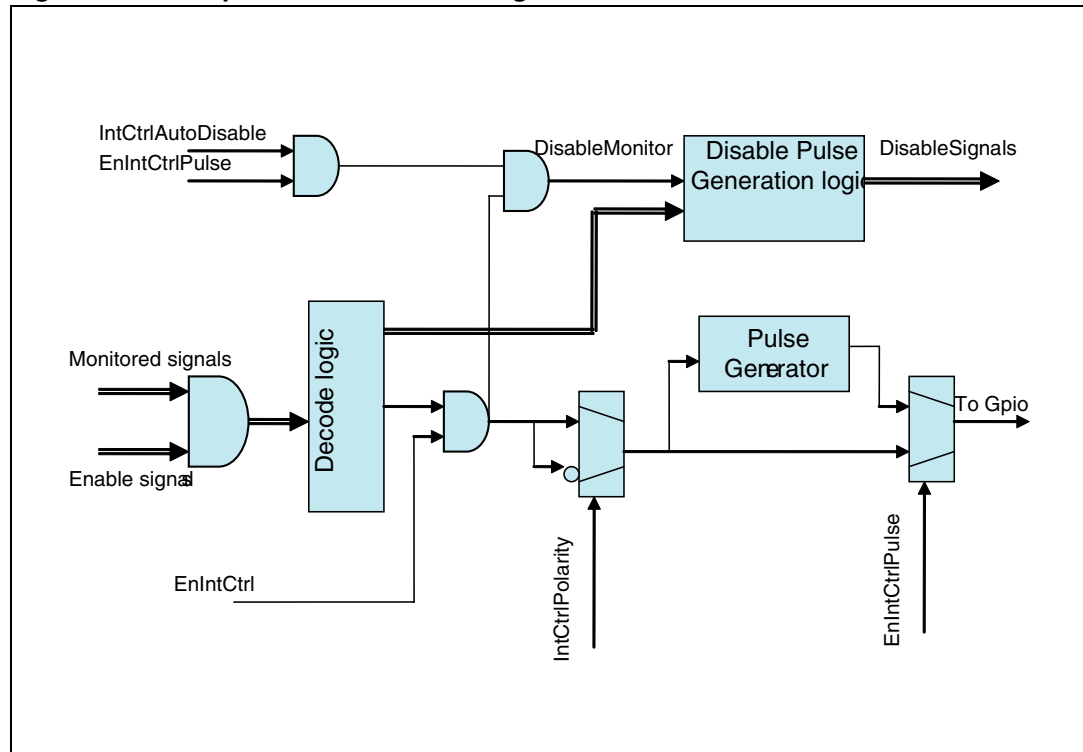 IntCtrlAutoDisable
EnIntCtrlPulse
DisableMonitor
Disable Pulse
Generation logic
DisableSignals
Monitored signals
Enable signals
Decode logic
Pulse
Generator
To Gpio
EnIntCtrl
IntCtrlPolarity
EnIntCtrlPulse